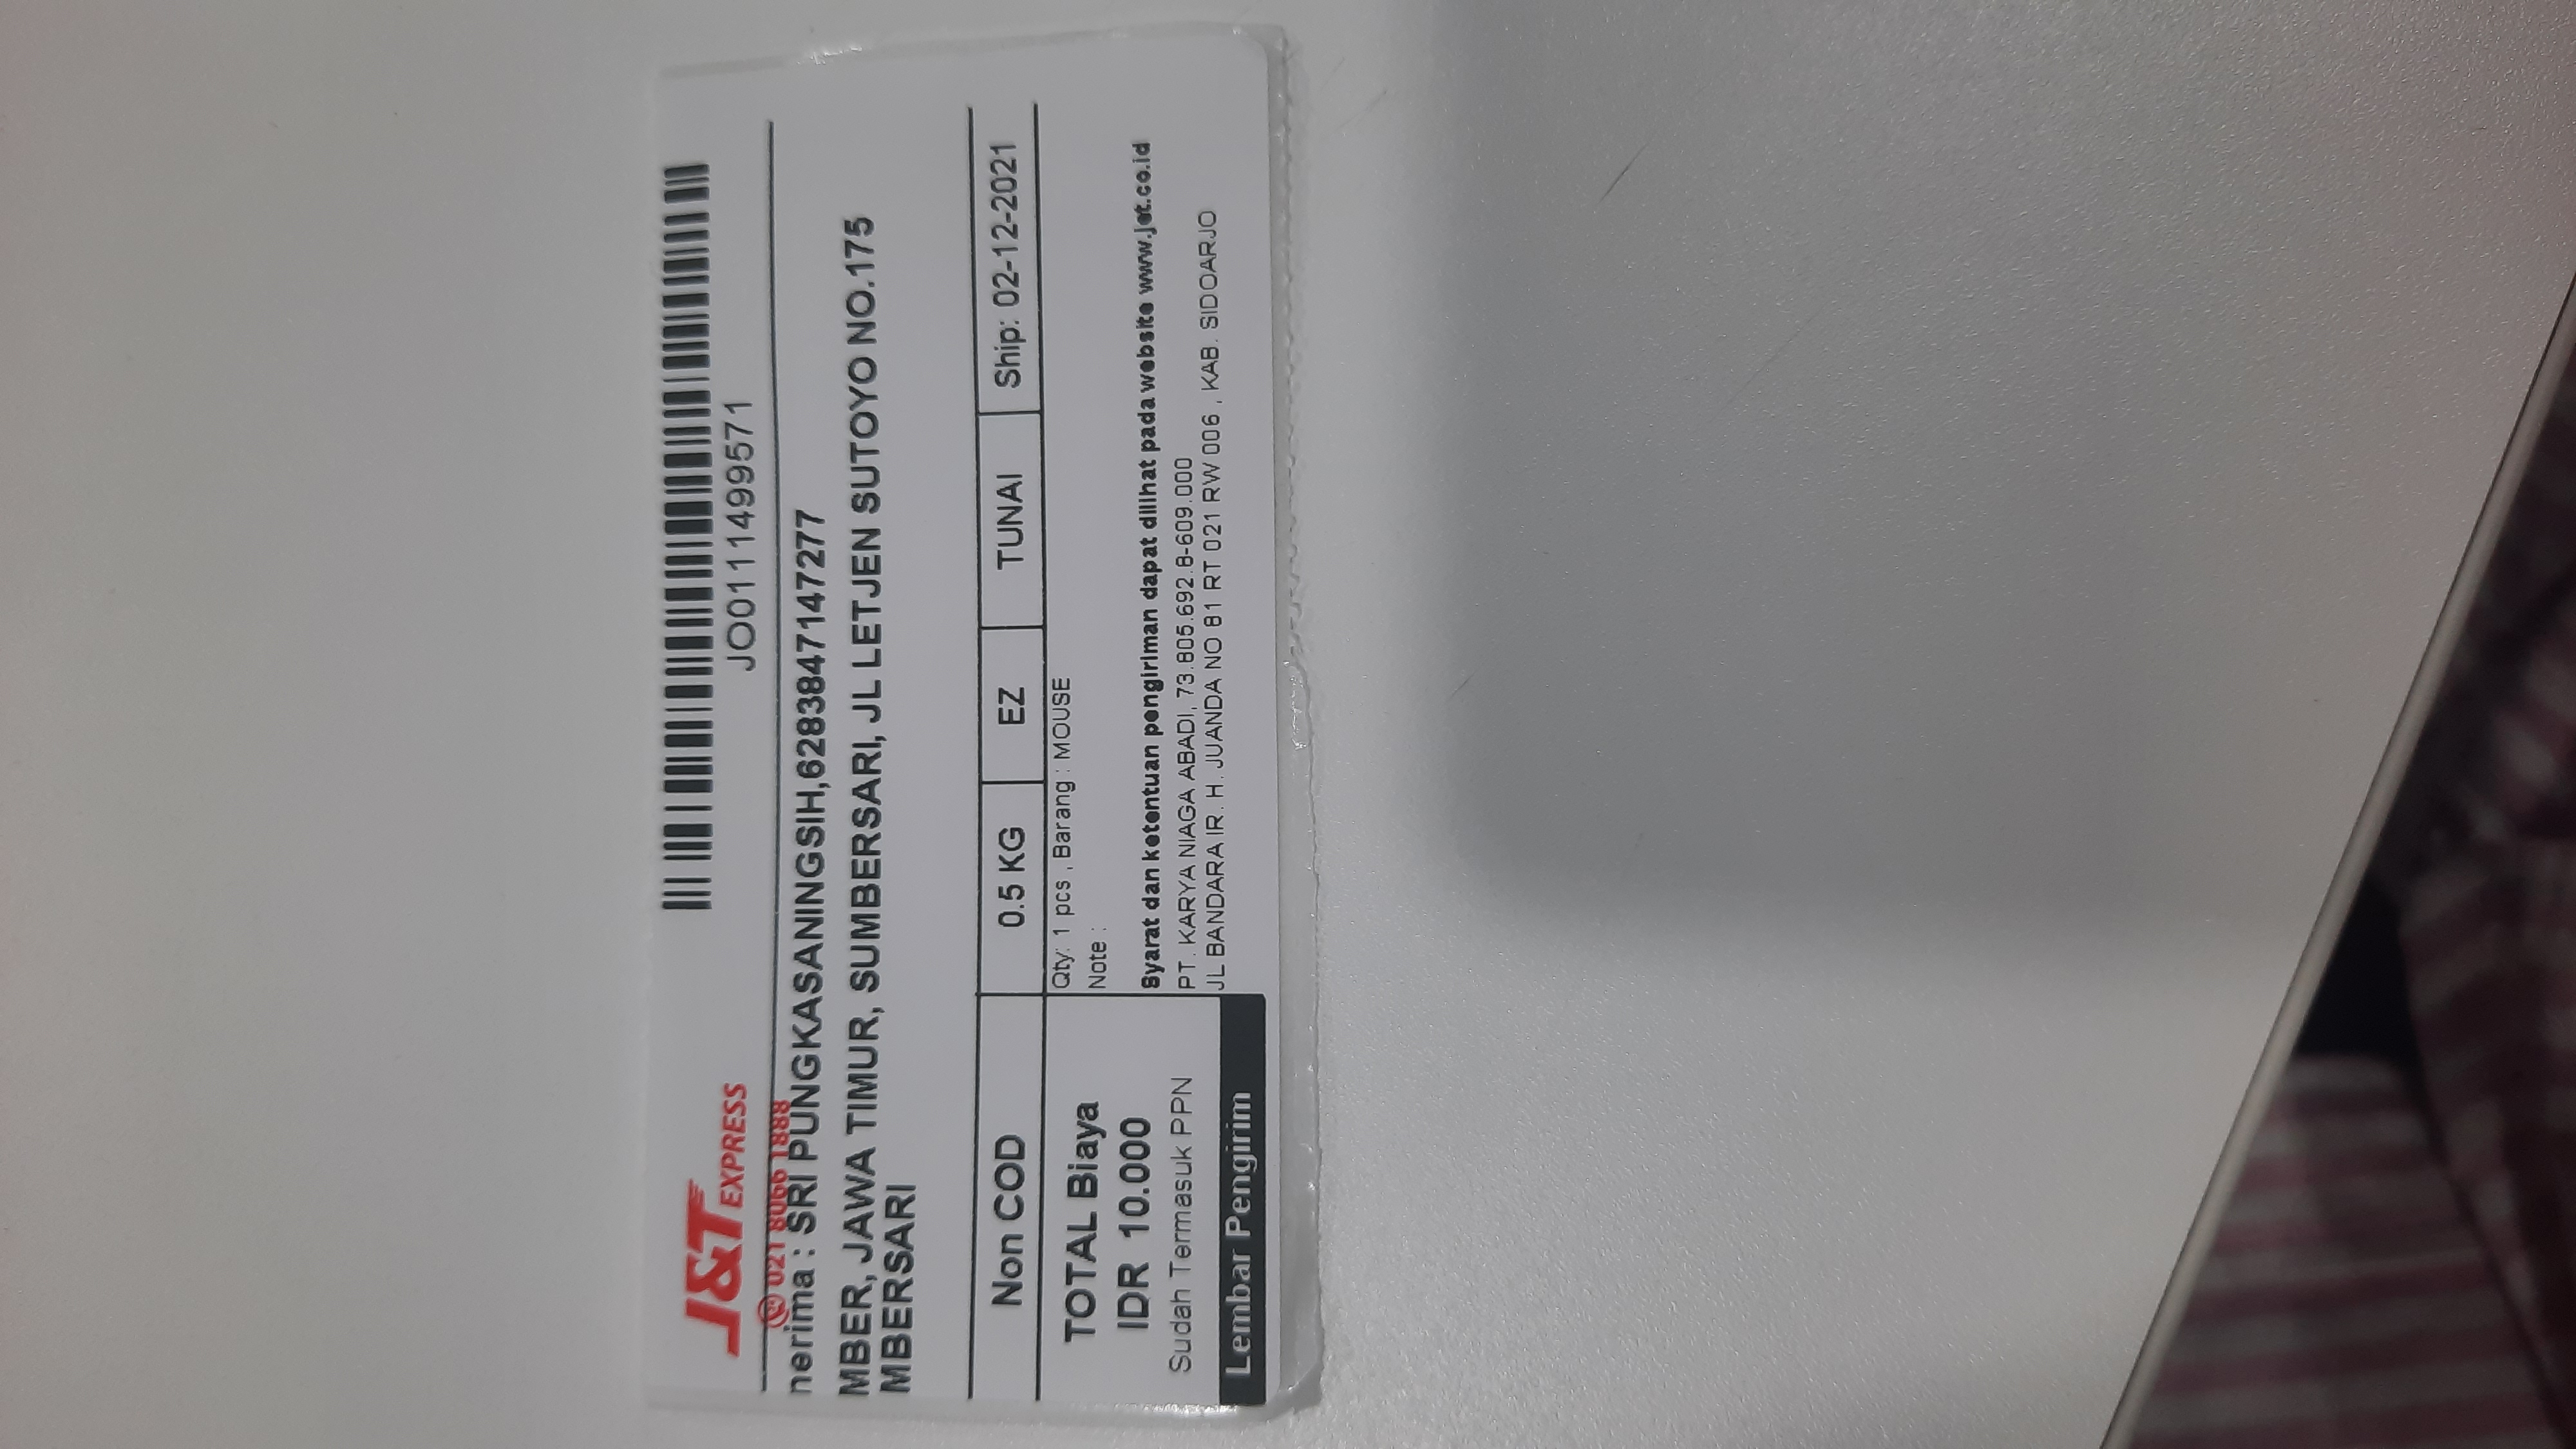 J&T EXPRESS
JO0111499571
021 8066 1888
nerima : SRI PUNGKASANINGSIH,6283847147277
MBER, JAWA TIMUR, SUMBERSARI, JL LETJEN SUTOYO NO.175
MBERSARI
Non COD 0.5 KG EZ TUNAI Ship: 02-12-2021
TOTAL Biaya
IDR 10.000
Sudah Termasuk PPN
Lembar Pengirim
Qty: 1 pcs , Barang : MOUSE
Note :
Syarat dan ketentuan pengiriman dapat dilihat pada website www.jet.co.id
PT. KARYA NIAGA ABADI, 73.805.692.8-609.000
JL BANDARA IR. H. JUANDA NO 81 RT 021 RW 006 , KAB. SIDOARJO